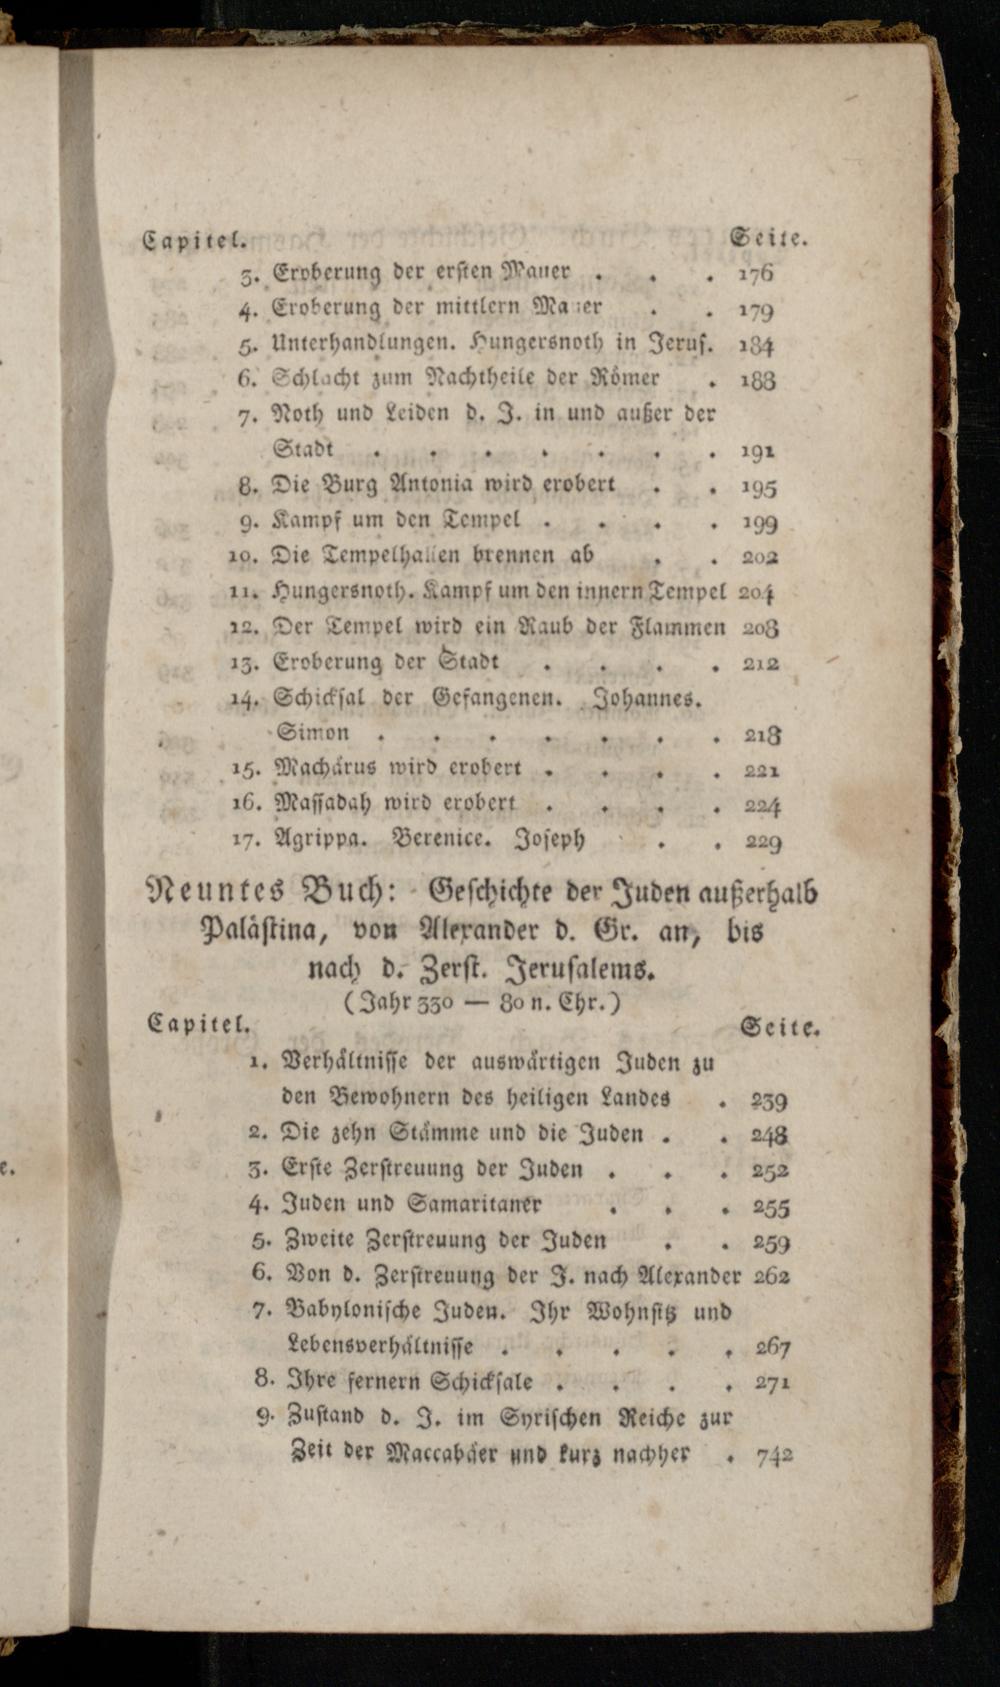 Capitel. Seite.
3. Eroberung der ersten Mauer . . . 176
4. Eroberung der mittlern Mauer . . 179
5. Unterhandlungen. Hungersnoth in Jerus. 184
6. Schlacht zum Nachtheile der Römer . 188
7. Noth und Leiden d. J. in und außer der
Stadt . . . . . . . 191
8. Die Burg Antonia wird erobert . . 195
9. Kampf um den Tempel . . . . 199
10. Die Tempelhallen brennen ab . . 202
11. Hungersnoth. Kampf um den innern Tempel 204
12. Der Tempel wird ein Raub der Flammen 208
13. Eroberung der Stadt . . . . 212
14. Schicksal der Gefangenen. Johannes.
Simon . . . . . . . 218
15. Machärus wird erobert . . . . 221
16. Massadah wird erobert . . . . 224
17. Agrippa. Berenice. Joseph . . 229
Neuntes Buch: Geschichte der Juden außerhalb
Palästina, von Alexander d. Gr. an, bis
nach d. Zerst. Jerusalems.
(Jahr 330 — 80 n. Chr.)
Capitel. Seite.
1. Verhältnisse der auswärtigen Juden zu
den Bewohnern des heiligen Landes . 239
2. Die zehn Stämme und die Juden . . 248
3. Erste Zerstreuung der Juden . . . 252
4. Juden und Samaritaner . . . 255
5. Zweite Zerstreuung der Juden . . 259
6. Von d. Zerstreuung der J. nach Alexander 262
7. Babylonische Juden. Ihr Wohnsitz und
Lebensverhältnisse . . . . . 267
8. Ihre fernern Schicksale . . . . 271
9. Zustand d. J. im Syrischen Reiche zur
Zeit der Maccabäer und kurz nachher . 742